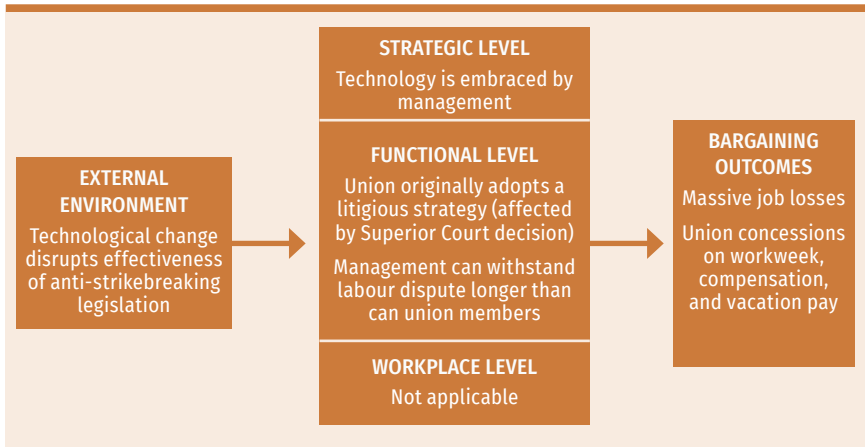 EXTERNAL
ENVIRONMENT
Technological change
disrupts effectiveness
of anti-strikebreaking
legislation
STRATEGIC LEVEL
Technology is embraced by
management
FUNCTIONAL LEVEL
Union originally adopts a
litigious strategy (affected
by Superior Court decision)
Management can withstand
labour dispute longer than
can union members
WORKPLACE LEVEL
Not applicable
BARGAINING
OUTCOMES
Massive job losses
Union concessions
on workweek,
compensation,
and vacation pay